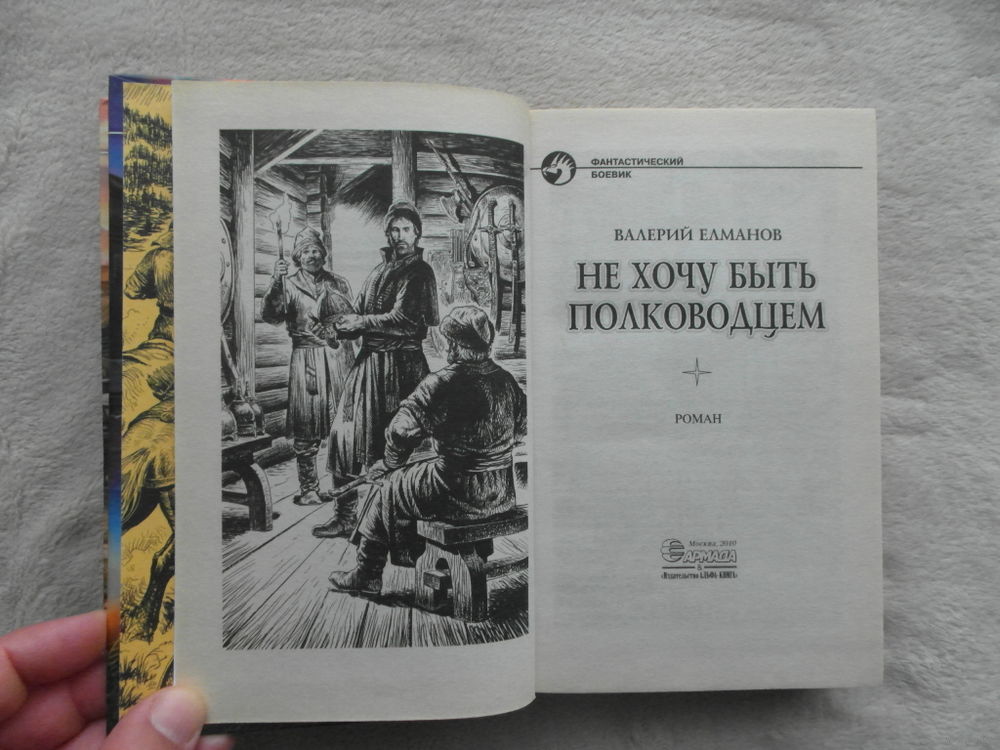 ФАНТАСТИЧЕСКИЙ
БОЕВИК
ВАЛЕРИЙ ЕЛМАНОВ
НЕ ХОЧУ БЫТЬ
ПОЛКОВОДЦЕМ
РОМАН
Москва, 2010
АРМАДА
&
«Издательство АЛЬФА-КНИГА»